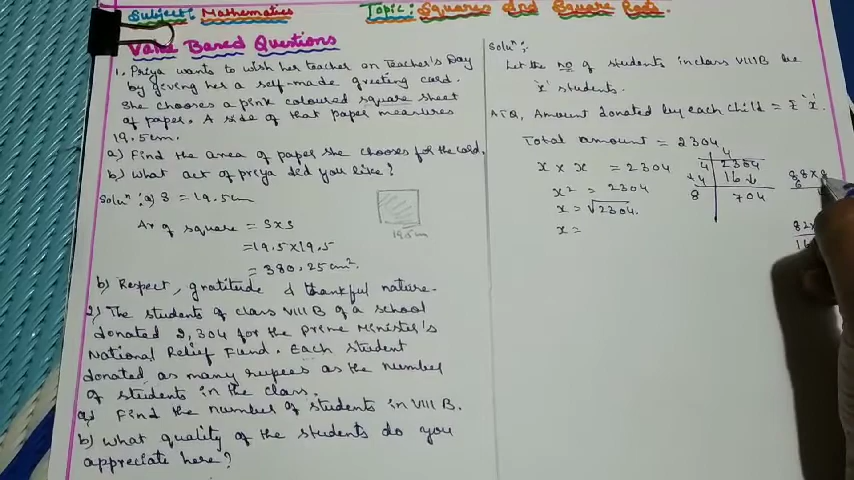 Subject: Mathematics
Topic: Squares and Square Roots.
Value Based Questions
1. Priya wants to wish her teacher on Teacher's Day
by giving her a self-made greeting card.
She chooses a pink coloured square sheet
of paper. A side of that paper measures
19.5cm.
a) Find the area of paper she chooses for the card.
b) What act of priya did you like?
Soluⁿ: a) s = 19.5cm
Ar of square = s×s
= 19.5×19.5
= 380.25cm².
19.5cm
b) Respect, gratitude & thankful nature.
2) The students of class VIII B of a school
donated 2,304 for the Prime Minister's
National Relief Fund. Each student
donated as many rupees as the number
of students in the class.
a) Find the number of students in VIII B.
b) What quality of the students do you
appreciate here?
Soluⁿ:
Let the no of students in class VIII B be
'x' students.
ATQ, Amount donated by each child = ₹ 'x'.
Total amount = 2304
x × x = 2304
x² = 2304
x = √2304.
x =
4
4 2304
+4 16↓
8 704
88×
82×